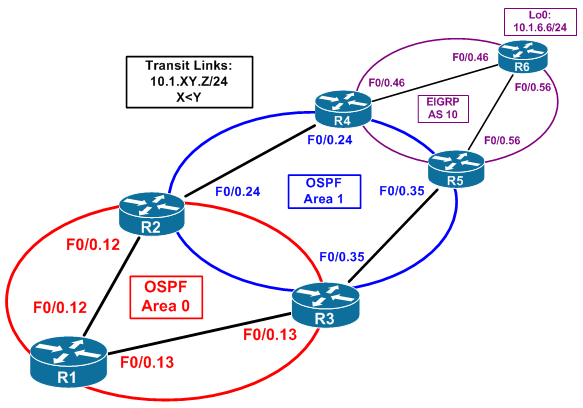 Lo0:
10.1.6.6/24
Transit Links:
10.1.XY.Z/24
X<Y
F0/0.46
R6
F0/0.46
F0/0.56
EIGRP
AS 10
R4
F0/0.24
F0/0.56
R5
OSPF
Area 1
F0/0.35
F0/0.24
R2
F0/0.12
F0/0.35
OSPF
Area 0
F0/0.12
R3
F0/0.13
F0/0.13
R1